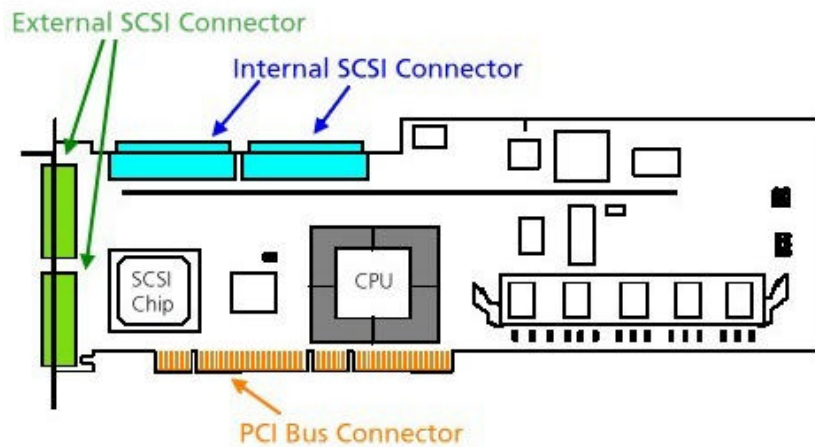 External SCSI Connector
Internal SCSI Connector
SCSI
Chip
CPU
PCI Bus Connector